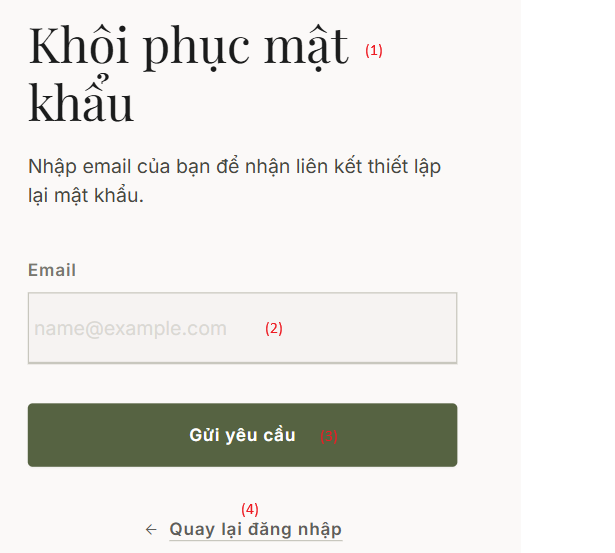 Khôi phục mật (1)
khẩu
Nhập email của bạn để nhận liên kết thiết lập
lại mật khẩu.
Email
name@example.com (2)
Gửi yêu cầu (3)
(4)
← Quay lại đăng nhập